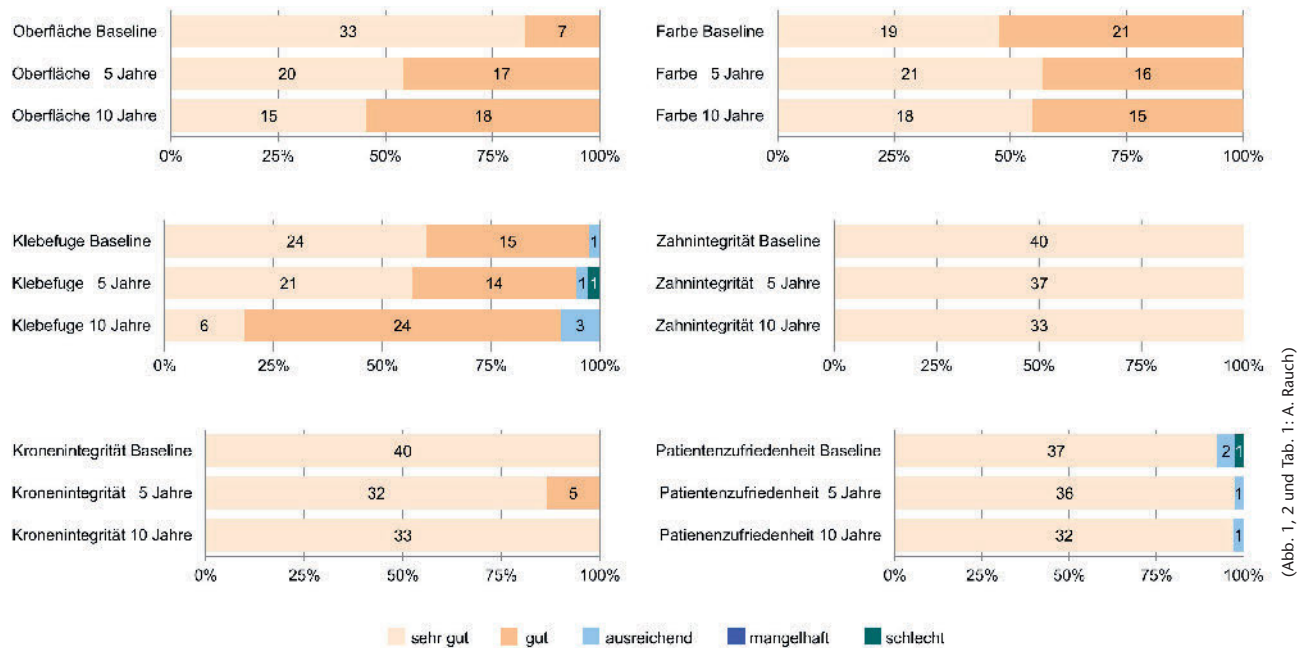 Oberfläche Baseline 33 7
Oberfläche 5 Jahre 20 17
Oberfläche 10 Jahre 15 18
0% 25% 50% 75% 100%
Farbe Baseline 19 21
Farbe 5 Jahre 21 16
Farbe 10 Jahre 18 15
0% 25% 50% 75% 100%
Klebefuge Baseline 24 15 1
Klebefuge 5 Jahre 21 14 1 1
Klebefuge 10 Jahre 6 24 3
0% 25% 50% 75% 100%
Zahnintegrität Baseline 40
Zahnintegrität 5 Jahre 37
Zahnintegrität 10 Jahre 33
0% 25% 50% 75% 100%
Kronenintegrität Baseline 40
Kronenintegrität 5 Jahre 32 5
Kronenintegrität 10 Jahre 33
0% 25% 50% 75% 100%
Patientenzufriedenheit Baseline 37 2 1
Patientenzufriedenheit 5 Jahre 36 1
Patienenzufriedenheit 10 Jahre 32 1
0% 25% 50% 75% 100%
sehr gut gut ausreichend mangelhaft schlecht
(Abb. 1, 2 und Tab. 1: A. Rauch)